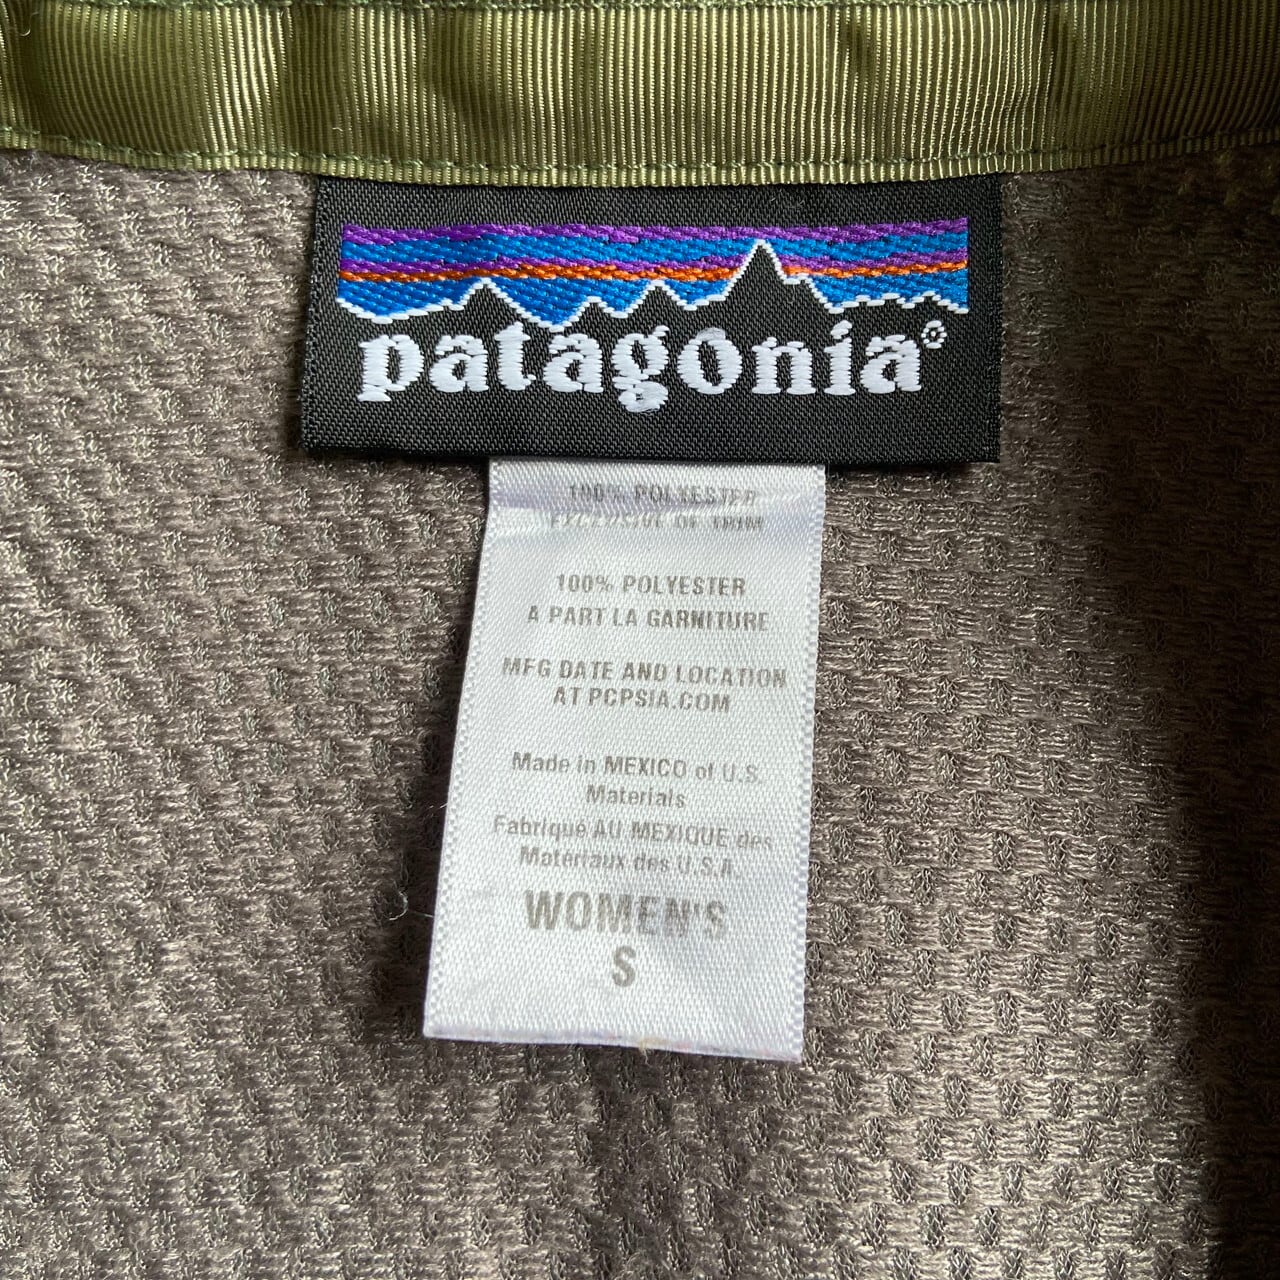 patagonia®
100% POLYESTER
EXCLUSIVE OF TRIM
100% POLYESTER
A PART LA GARNITURE
MFG DATE AND LOCATION
AT PCPSIA.COM
Made in MEXICO of U.S.
Materials
Fabriqué AU MEXIQUE des
Materiaux des U.S.A.
WOMEN'S
S